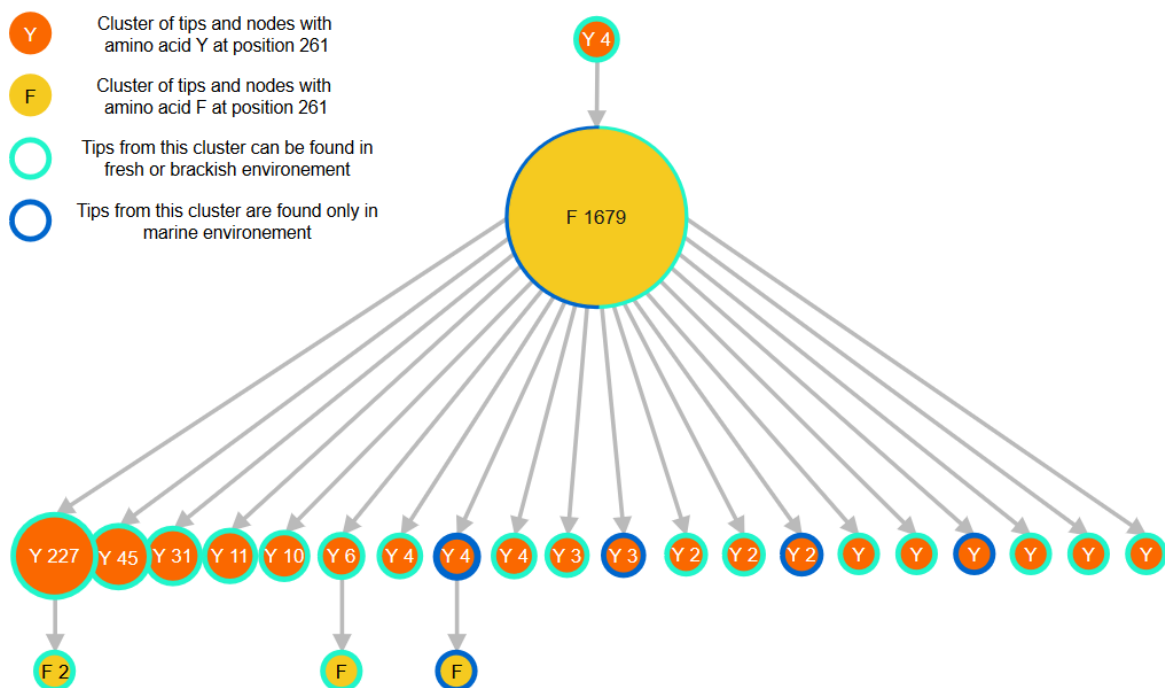 Y
Cluster of tips and nodes with
amino acid Y at position 261
F
Cluster of tips and nodes with
amino acid F at position 261
Tips from this cluster can be found in
fresh or brackish environement
Tips from this cluster are found only in
marine environement
Y 4
F 1679
Y 227
Y 45
Y 31
Y 11
Y 10
Y 6
Y 4
Y 4
Y 4
Y 3
Y 3
Y 2
Y 2
Y 2
Y
Y
Y
Y
Y
Y
F 2
F
F